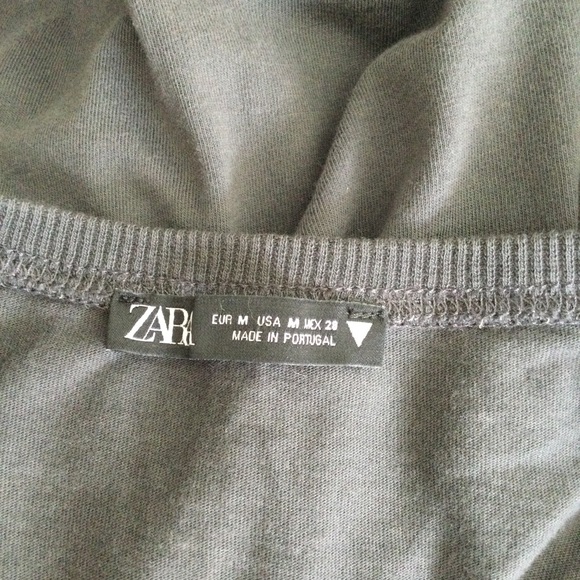 ZARA
EUR M USA M MEX 28
MADE IN PORTUGAL